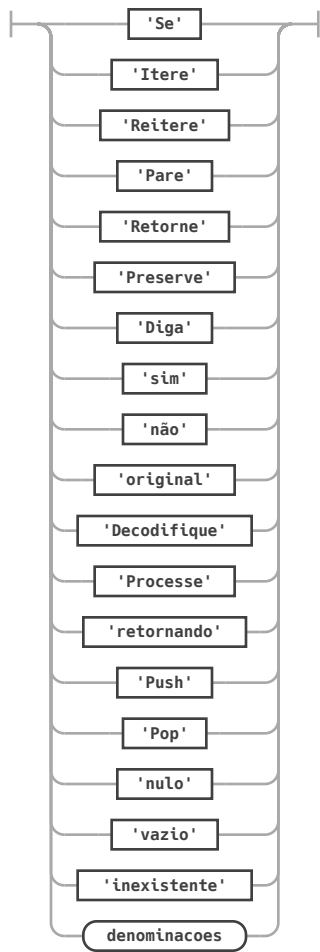 'Se'
'Itere'
'Reitere'
'Pare'
'Retorne'
'Preserve'
'Diga'
'sim'
'não'
'original'
'Decodifique'
'Processe'
'retornando'
'Push'
'Pop'
'nulo'
'vazio'
'inexistente'
denominacoes